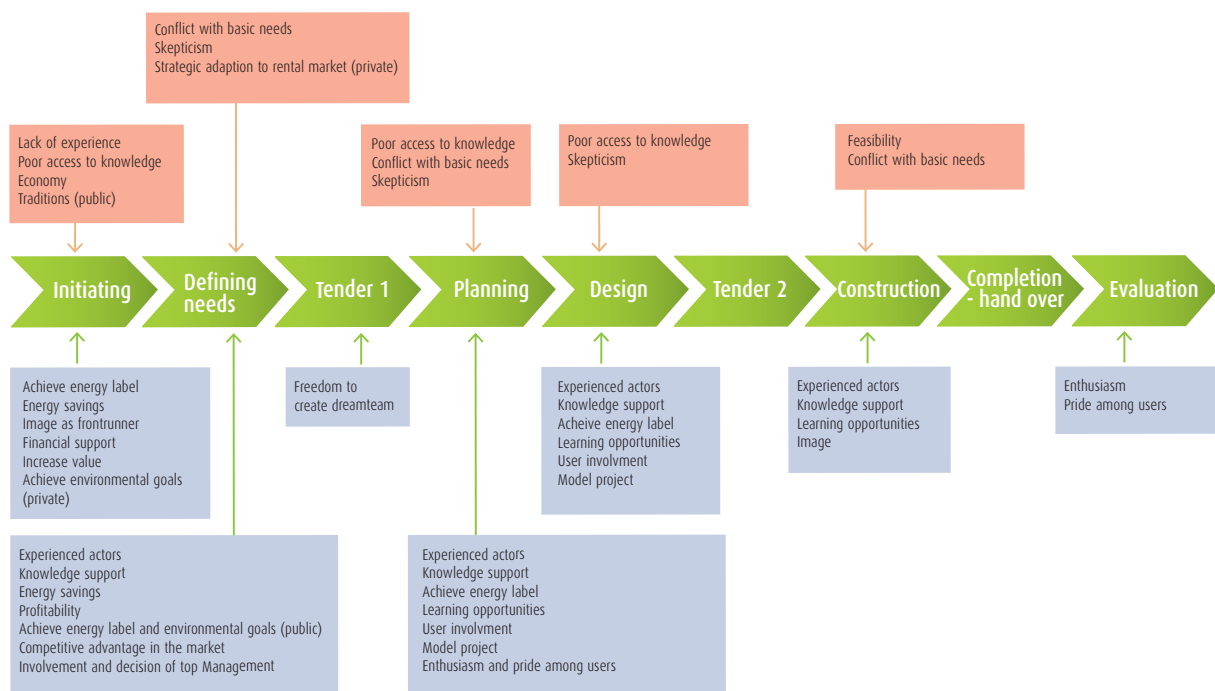 Conflict with basic needs
Skepticism
Strategic adaption to rental market (private)
Lack of experience
Poor access to knowledge
Economy
Traditions (public)
Poor access to knowledge
Conflict with basic needs
Skepticism
Poor access to knowledge
Skepticism
Feasibility
Conflict with basic needs
Initiating
Defining
needs
Tender 1
Planning
Design
Tender 2
Construction
Completion
- hand over
Evaluation
Achieve energy label
Energy savings
Image as frontrunner
Financial support
Increase value
Achieve environmental goals
(private)
Freedom to
create dreamteam
Experienced actors
Knowledge support
Acheive energy label
Learning opportunities
User involvment
Model project
Experienced actors
Knowledge support
Learning opportunities
Image
Enthusiasm
Pride among users
Experienced actors
Knowledge support
Energy savings
Profitability
Achieve energy label and environmental goals (public)
Competitive advantage in the market
Involvement and decision of top Management
Experienced actors
Knowledge support
Achieve energy label
Learning opportunities
User involvment
Model project
Enthusiasm and pride among users